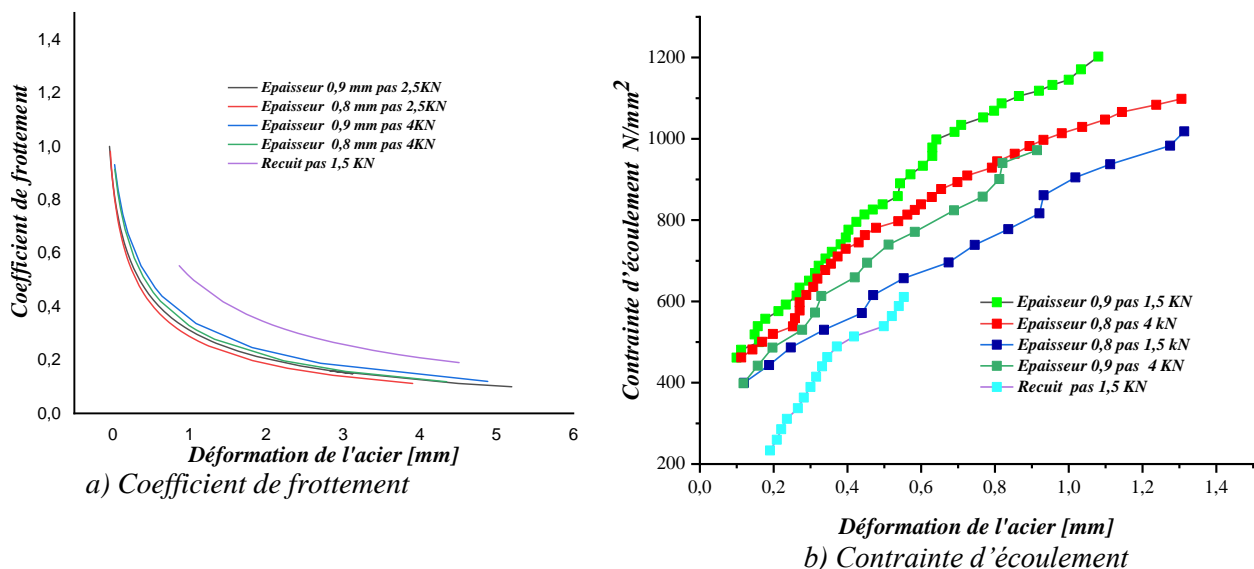 1,4
1,2
1,0
0,8
0,6
0,4
0,2
0,0
Coefficient de frottement
Epaisseur 0,9 mm pas 2,5KN
Epaisseur 0,8 mm pas 2,5KN
Epaisseur 0,9 mm pas 4KN
Epaisseur 0,8 mm pas 4KN
Recuit pas 1,5 KN
0 1 2 3 4 5 6
Déformation de l'acier [mm]
a) Coefficient de frottement
1200
1000
800
600
400
200
Contrainte d'écoulement N/mm²
Epaisseur 0,9 pas 1,5 KN
Epaisseur 0,8 pas 4 kN
Epaisseur 0,8 pas 1,5 kN
Epaisseur 0,9 pas 4 KN
Recuit pas 1,5 KN
0,0 0,2 0,4 0,6 0,8 1,0 1,2 1,4
Déformation de l'acier [mm]
b) Contrainte d'écoulement